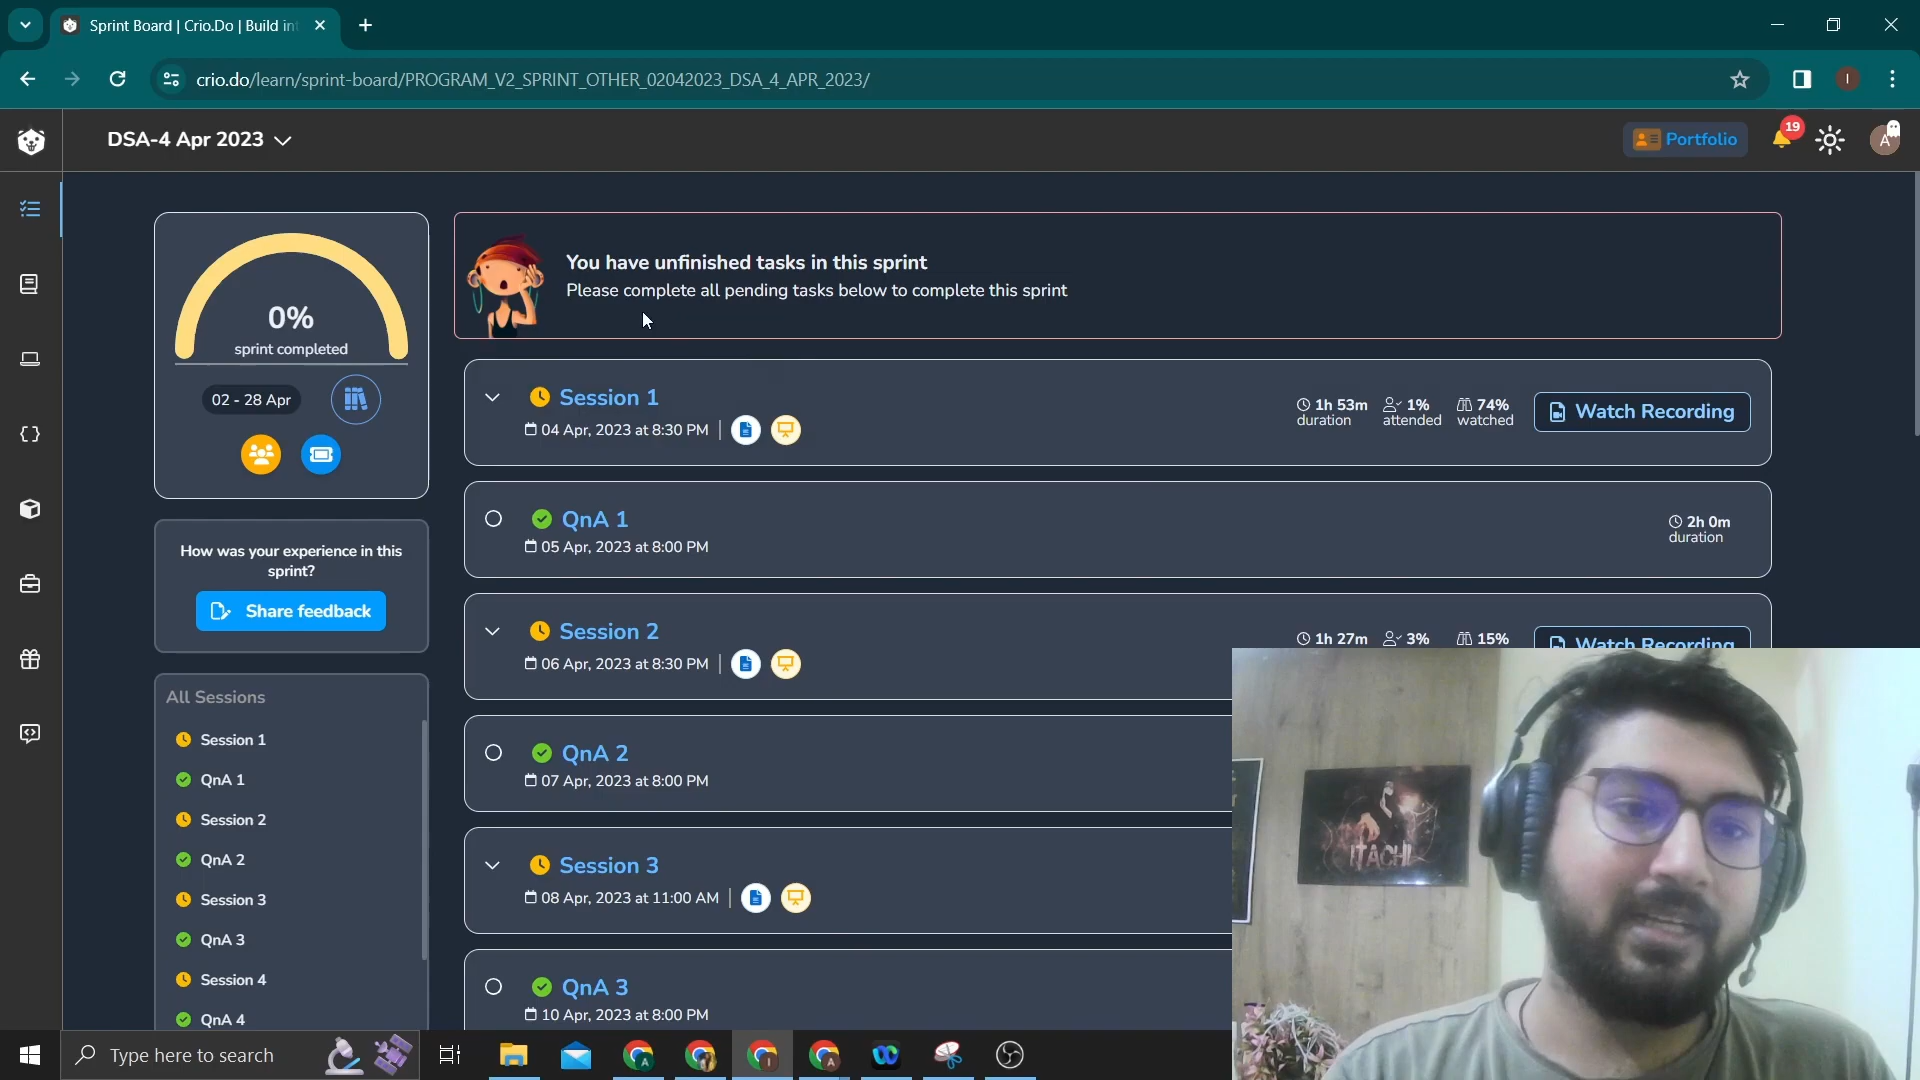 Sprint Board | Crio.Do | Build int
crio.do/learn/sprint-board/PROGRAM_V2_SPRINT_OTHER_02042023_DSA_4_APR_2023/
I
DSA-4 Apr 2023
Portfolio
19
A
0%
sprint completed
02 - 28 Apr
How was your experience in this
sprint?
Share feedback
All Sessions
Session 1
QnA 1
Session 2
QnA 2
Session 3
QnA 3
Session 4
QnA 4
You have unfinished tasks in this sprint
Please complete all pending tasks below to complete this sprint
Session 1
04 Apr, 2023 at 8:30 PM
1h 53m
duration
1%
attended
74%
watched
Watch Recording
QnA 1
05 Apr, 2023 at 8:00 PM
2h 0m
duration
Session 2
06 Apr, 2023 at 8:30 PM
1h 27m
3%
15%
Watch Recording
QnA 2
07 Apr, 2023 at 8:00 PM
Session 3
08 Apr, 2023 at 11:00 AM
QnA 3
10 Apr, 2023 at 8:00 PM
ITACHI
Type here to search